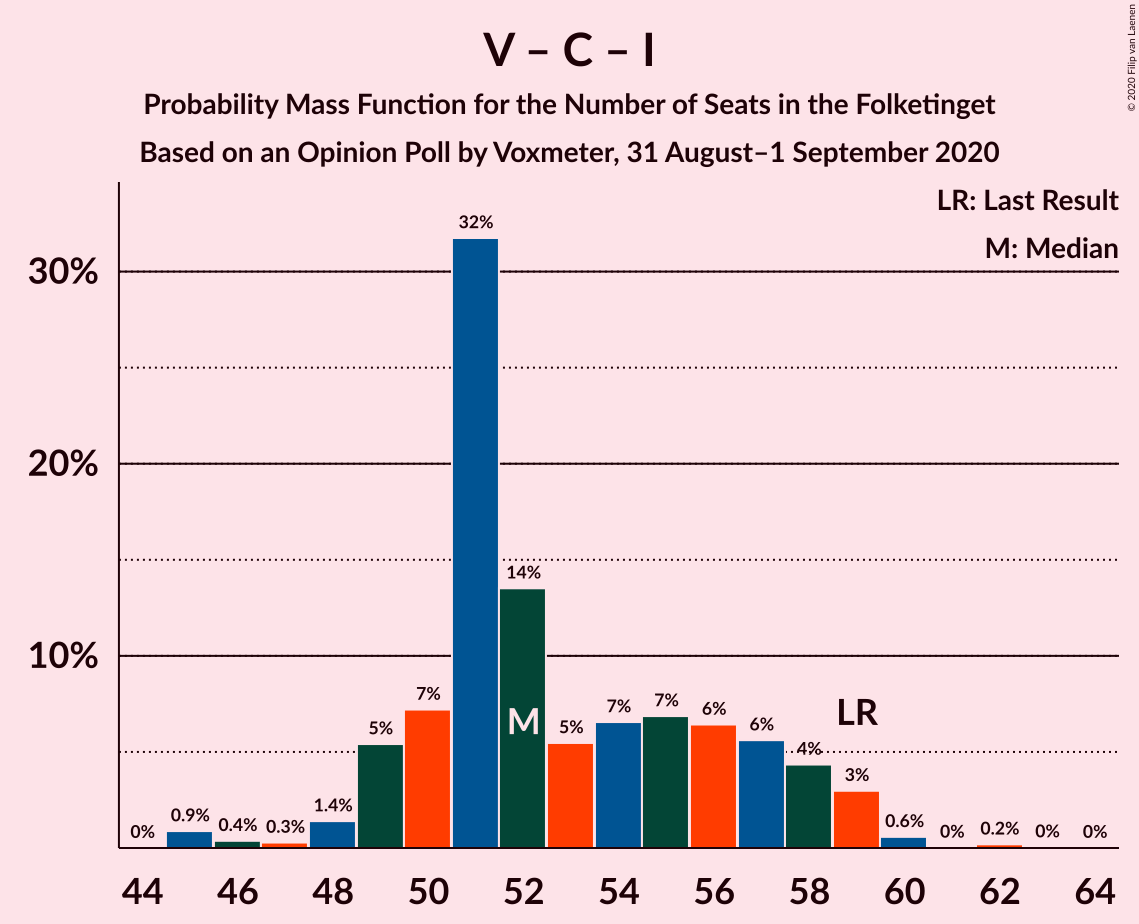 V – C – I
Probability Mass Function for the Number of Seats in the Folketinget
Based on an Opinion Poll by Voxmeter, 31 August–1 September 2020
© 2020 Filip van Laenen
LR: Last Result
M: Median
30%
20%
10%
0%
0.9%
0.4%
0.3%
1.4%
5%
7%
32%
14%
5%
7%
7%
6%
6%
4%
3%
0.6%
0%
0.2%
0%
0%
M
LR
44 46 48 50 52 54 56 58 60 62 64